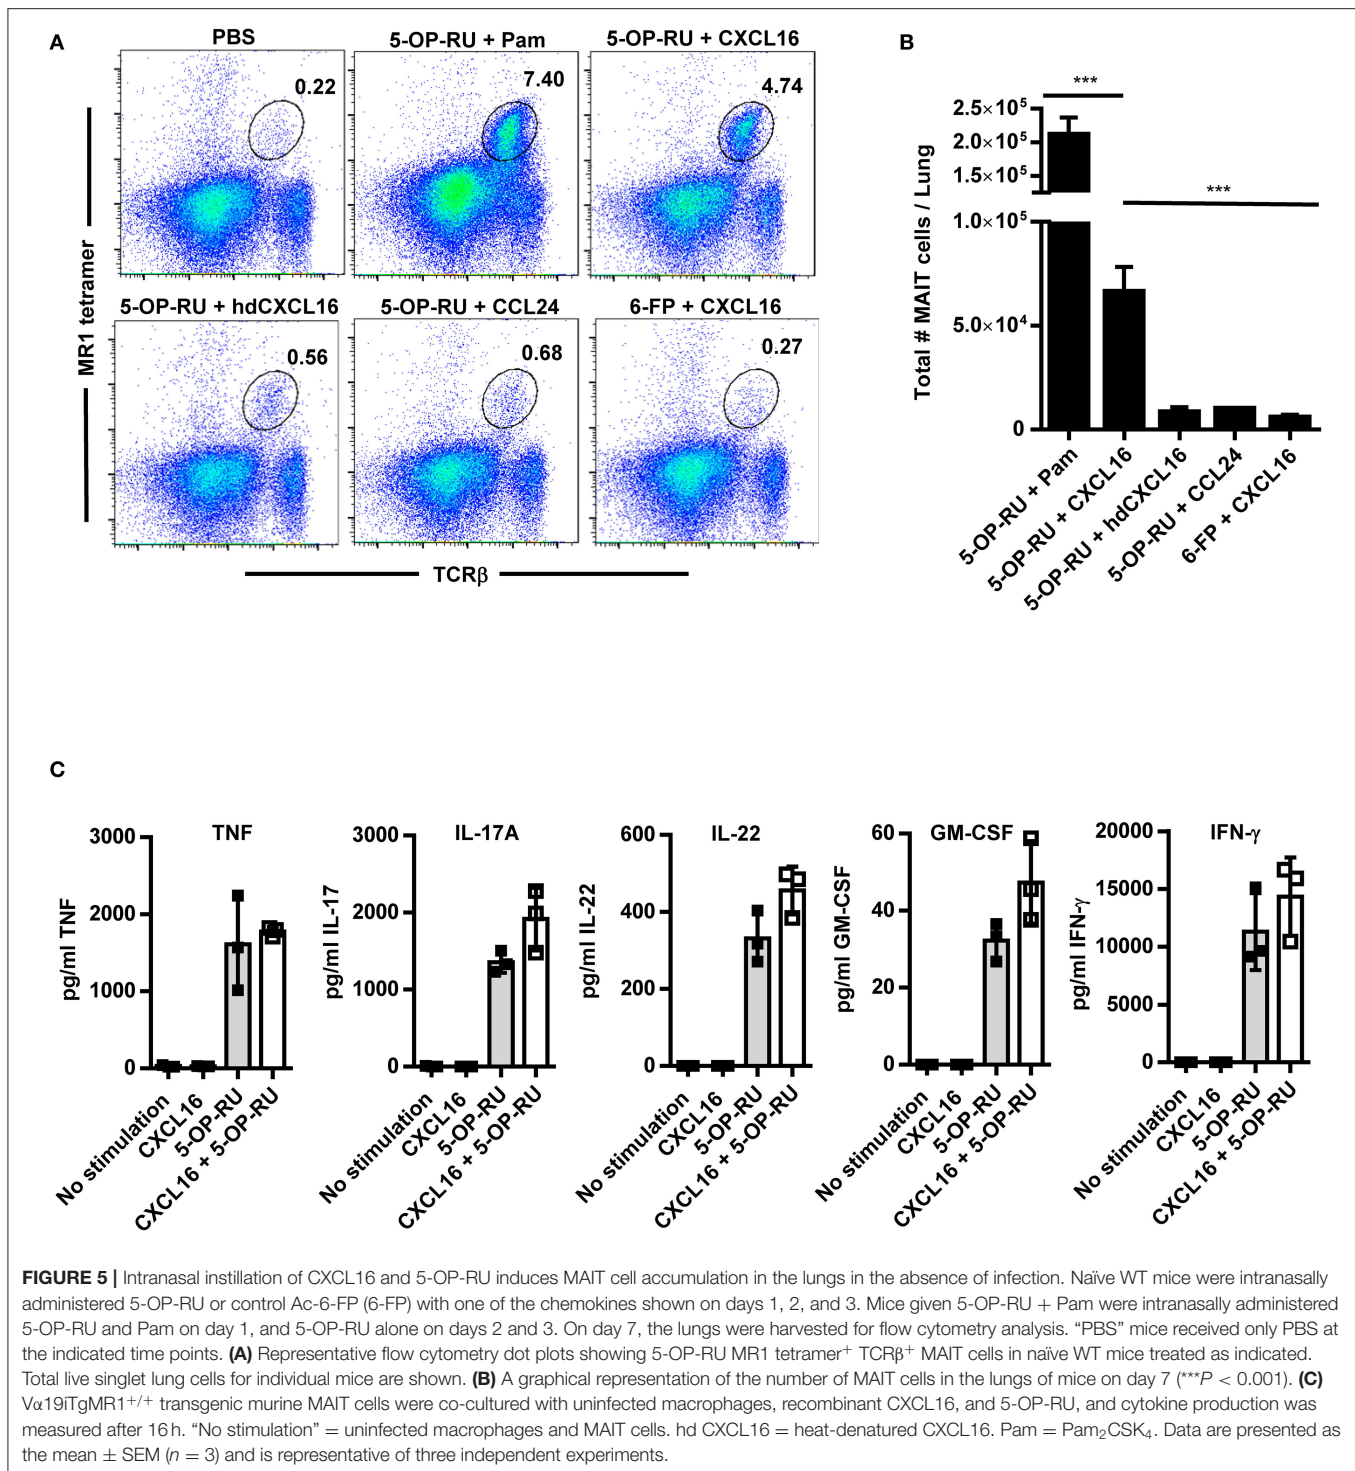 A
PBS
5-OP-RU + Pam
5-OP-RU + CXCL16
0.22
7.40
4.74
5-OP-RU + hdCXCL16
5-OP-RU + CCL24
6-FP + CXCL16
0.56
0.68
0.27
MR1 tetramer
TCRβ
B
***
***
2.5×10⁵
2.0×10⁵
1.5×10⁵
1.0×10⁵
5.0×10⁴
0
Total # MAIT cells / Lung
5-OP-RU + Pam
5-OP-RU + CXCL16
5-OP-RU + hdCXCL16
5-OP-RU + CCL24
6-FP + CXCL16
C
TNF
3000
2000
1000
0
pg/ml TNF
No stimulation
CXCL16
5-OP-RU
CXCL16 + 5-OP-RU
IL-17A
3000
2000
1000
0
pg/ml IL-17
No stimulation
CXCL16
5-OP-RU
CXCL16 + 5-OP-RU
IL-22
600
400
200
0
pg/ml IL-22
No stimulation
CXCL16
5-OP-RU
CXCL16 + 5-OP-RU
GM-CSF
60
40
20
0
pg/ml GM-CSF
No stimulation
CXCL16
5-OP-RU
CXCL16 + 5-OP-RU
IFN-γ
20000
15000
10000
5000
0
pg/ml IFN-γ
No stimulation
CXCL16
5-OP-RU
CXCL16 + 5-OP-RU
FIGURE 5 | Intranasal instillation of CXCL16 and 5-OP-RU induces MAIT cell accumulation in the lungs in the absence of infection. Naïve WT mice were intranasally
administered 5-OP-RU or control Ac-6-FP (6-FP) with one of the chemokines shown on days 1, 2, and 3. Mice given 5-OP-RU + Pam were intranasally administered
5-OP-RU and Pam on day 1, and 5-OP-RU alone on days 2 and 3. On day 7, the lungs were harvested for flow cytometry analysis. “PBS” mice received only PBS at
the indicated time points. (A) Representative flow cytometry dot plots showing 5-OP-RU MR1 tetramer⁺ TCRβ⁺ MAIT cells in naïve WT mice treated as indicated.
Total live singlet lung cells for individual mice are shown. (B) A graphical representation of the number of MAIT cells in the lungs of mice on day 7 (***P < 0.001). (C)
Vα19iTgMR1⁺/⁺ transgenic murine MAIT cells were co-cultured with uninfected macrophages, recombinant CXCL16, and 5-OP-RU, and cytokine production was
measured after 16 h. “No stimulation” = uninfected macrophages and MAIT cells. hd CXCL16 = heat-denatured CXCL16. Pam = Pam₂CSK₄. Data are presented as
the mean ± SEM (n = 3) and is representative of three independent experiments.